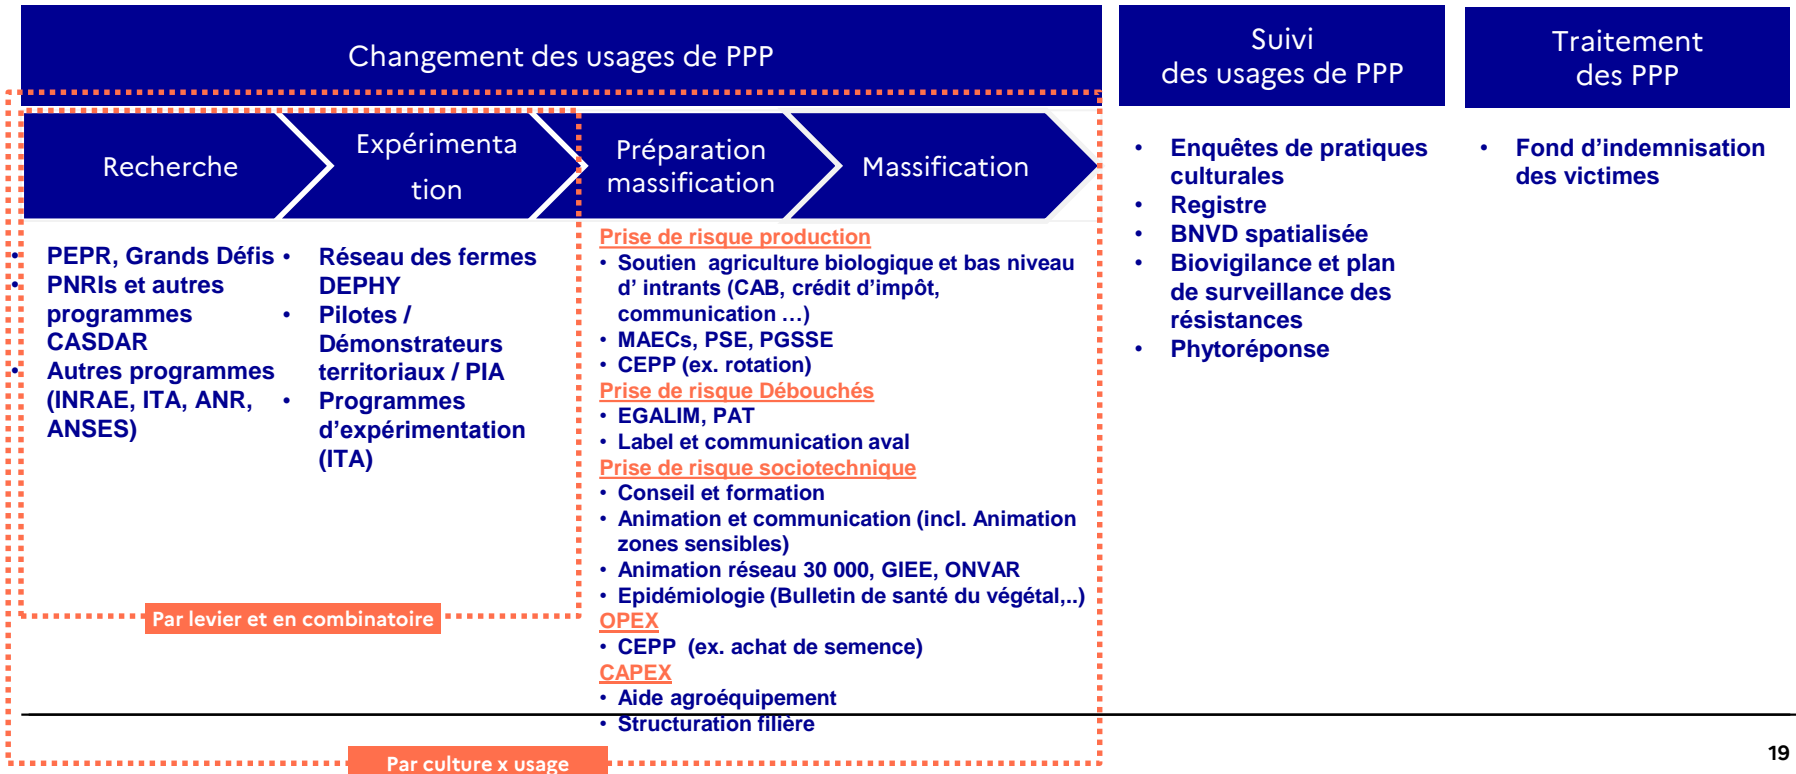 Changement des usages de PPP
Suivi
des usages de PPP
Traitement
des PPP
Recherche
Expérimenta
tion
Préparation
massification
Massification
• PEPR, Grands Défis
• PNRIs et autres
programmes
CASDAR
• Autres programmes
(INRAE, ITA, ANR,
ANSES)
• Réseau des fermes
DEPHY
• Pilotes /
Démonstrateurs
territoriaux / PIA
• Programmes
d'expérimentation
(ITA)
Par levier et en combinatoire
Prise de risque production
• Soutien agriculture biologique et bas niveau
d' intrants (CAB, crédit d'impôt,
communication …)
• MAECs, PSE, PGSSE
• CEPP (ex. rotation)
Prise de risque Débouchés
• EGALIM, PAT
• Label et communication aval
Prise de risque sociotechnique
• Conseil et formation
• Animation et communication (incl. Animation
zones sensibles)
• Animation réseau 30 000, GIEE, ONVAR
• Epidémiologie (Bulletin de santé du végétal,..)
OPEX
• CEPP (ex. achat de semence)
CAPEX
• Aide agroéquipement
• Structuration filière
Par culture x usage
• Enquêtes de pratiques
culturales
• Registre
• BNVD spatialisée
• Biovigilance et plan
de surveillance des
résistances
• Phytoréponse
• Fond d'indemnisation
des victimes
19